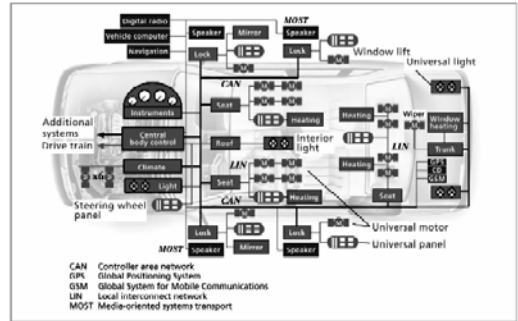 Digital radio
MOST
Vehicle computer
Speaker
Mirror
Speaker
Navigation
Lock
Lock
Window lift
Universal light
CAN
Instruments
Seat
Heating
Heating
Wiper
Window heating
Additional systems
Drive train
Central body control
Roof
Interior light
LIN
Trunk
Climate
LIN
Heating
GPS
CD
GSM
x6
Light
Seat
Steering wheel panel
CAN
Heating
Seat
Universal motor
Lock
Lock
Universal panel
MOST
Speaker
Mirror
Speaker
CAN Controller area network
GPS Global Positioning System
GSM Global System for Mobile Communications
LIN Local interconnect network
MOST Media-oriented systems transport